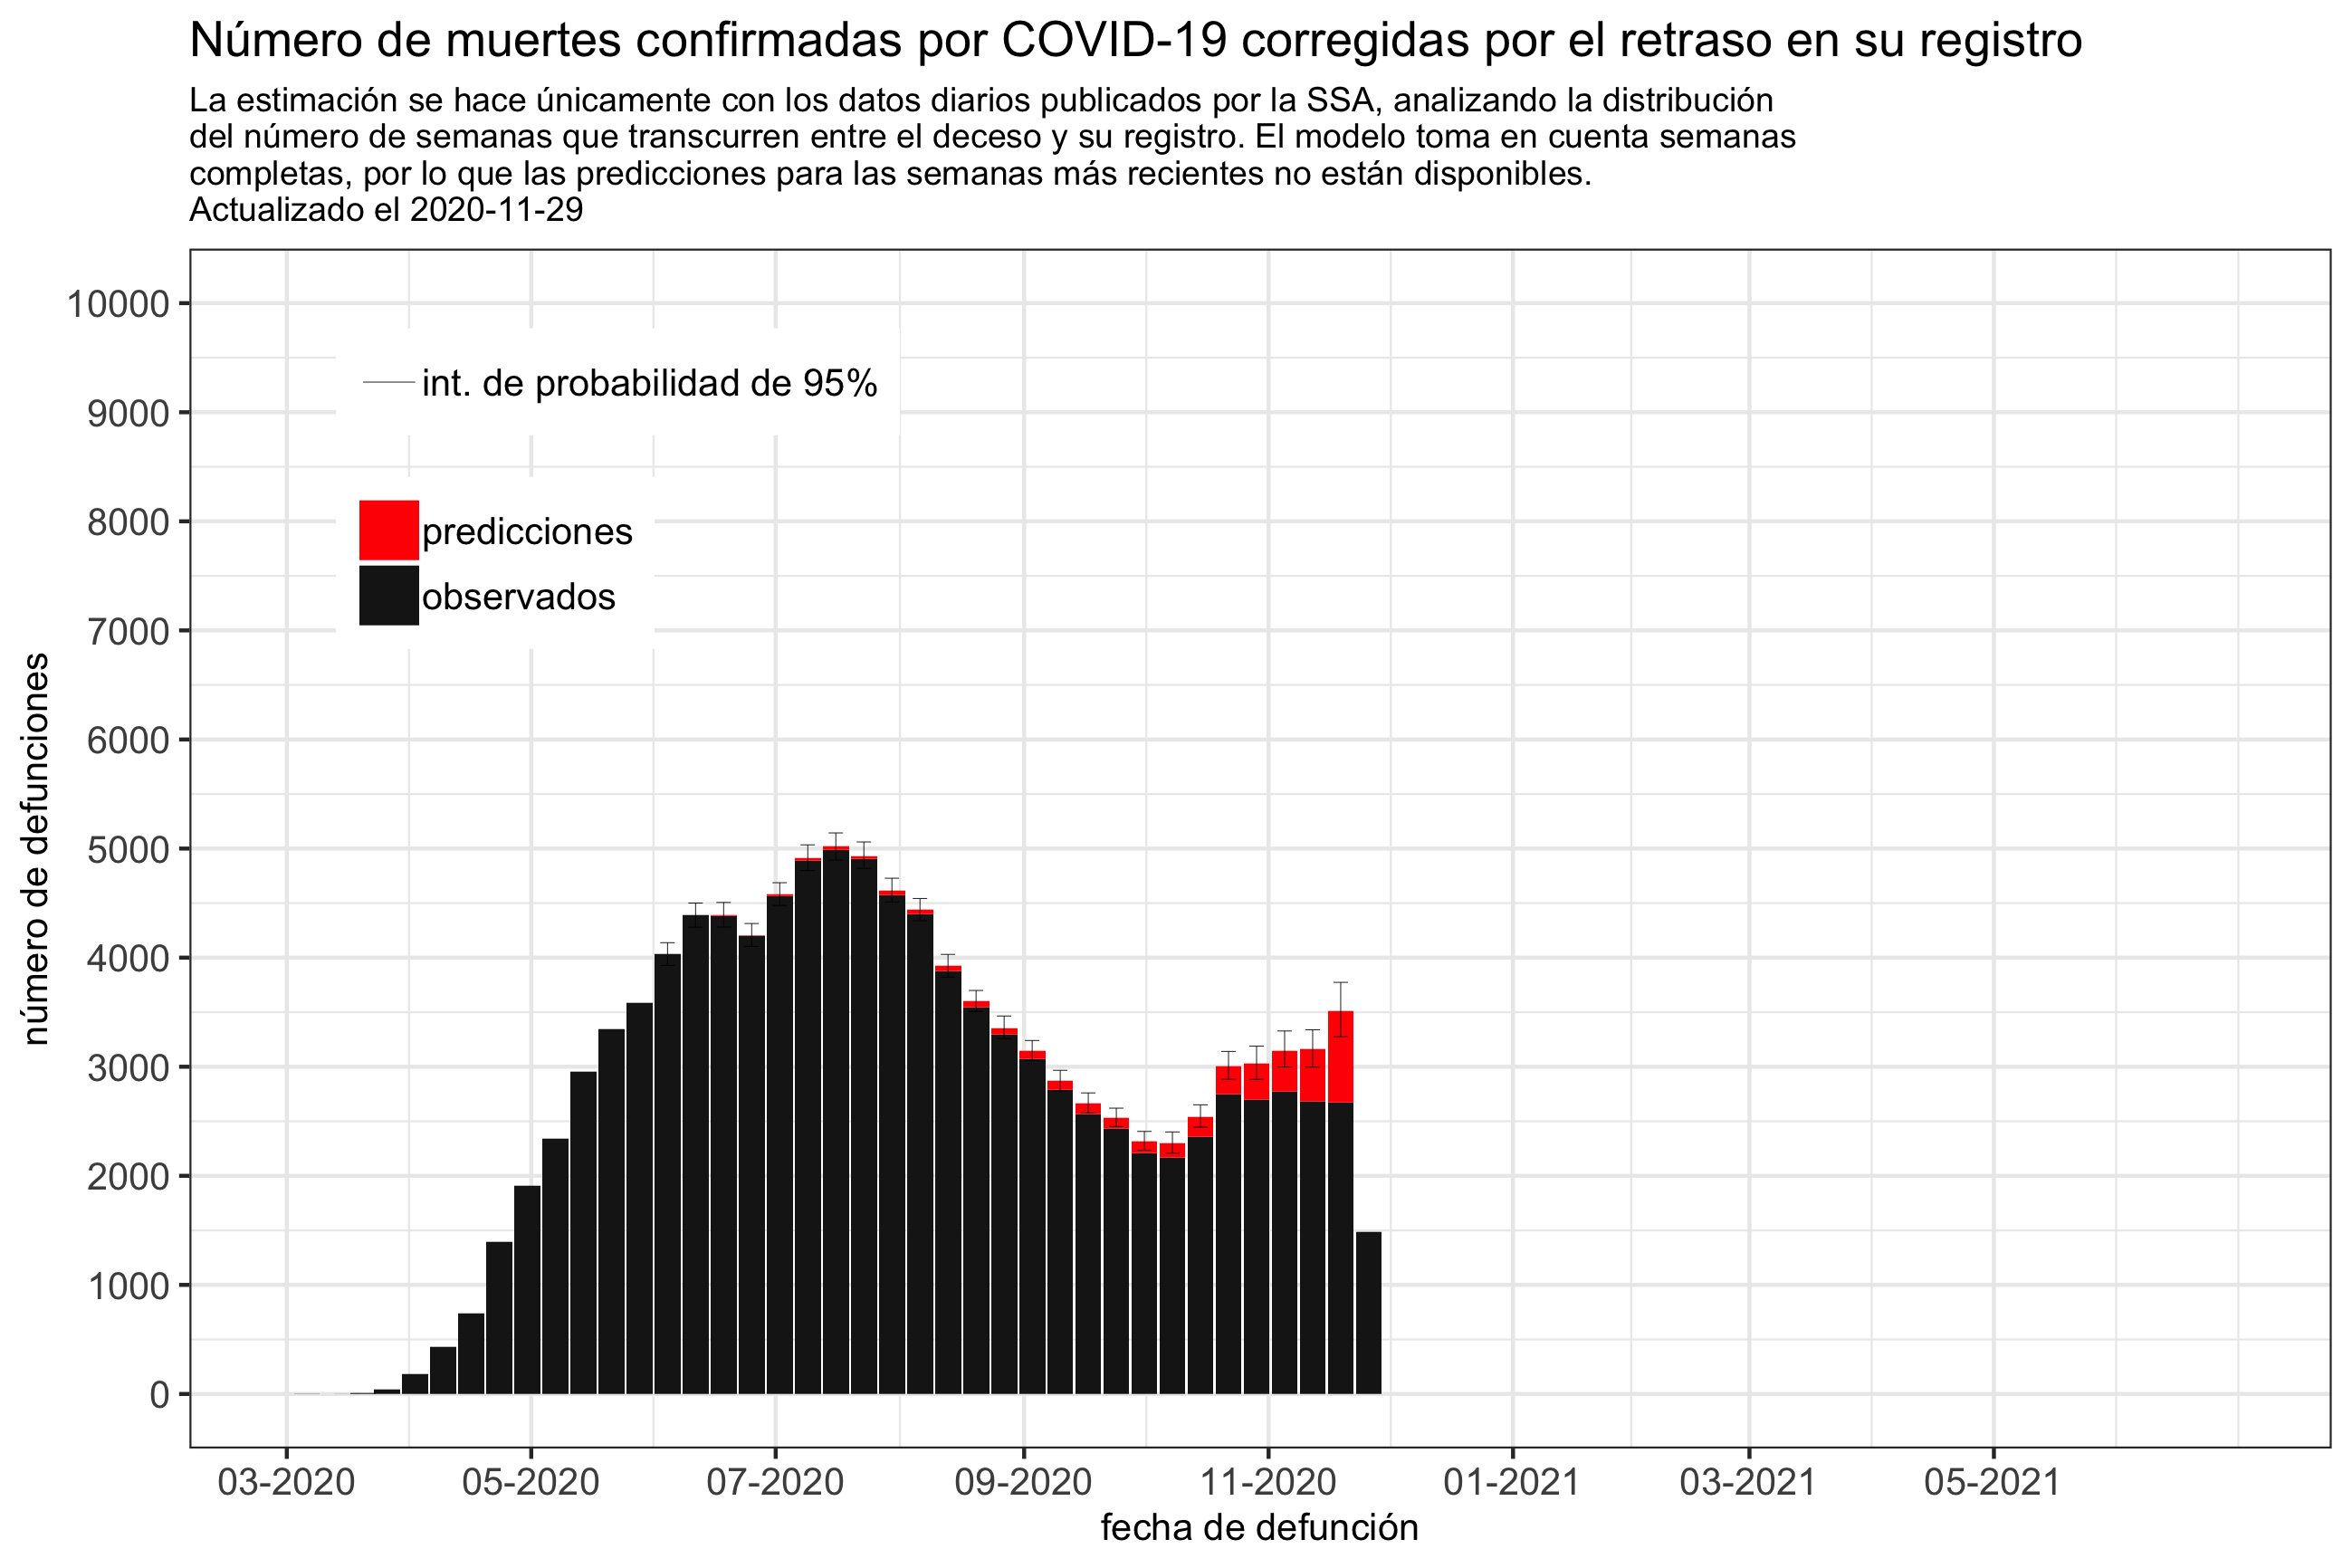 Número de muertes confirmadas por COVID-19 corregidas por el retraso en su registro
La estimación se hace únicamente con los datos diarios publicados por la SSA, analizando la distribución
del número de semanas que transcurren entre el deceso y su registro. El modelo toma en cuenta semanas
completas, por lo que las predicciones para las semanas más recientes no están disponibles.
Actualizado el 2020-11-29
10000
9000
8000
7000
6000
5000
4000
3000
2000
1000
0
número de defunciones
int. de probabilidad de 95%
predicciones
observados
03-2020
05-2020
07-2020
09-2020
11-2020
01-2021
03-2021
05-2021
fecha de defunción